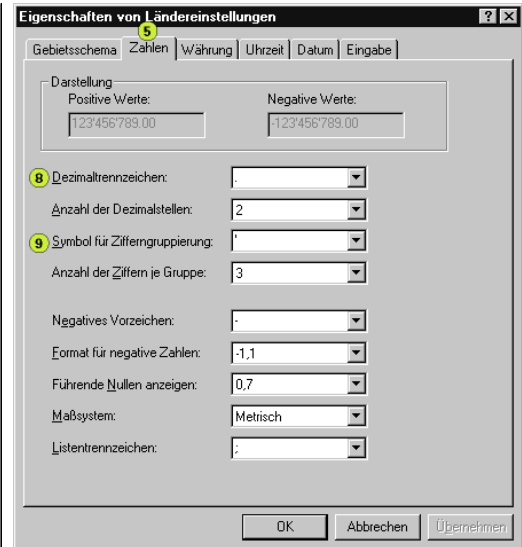 Eigenschaften von Ländereinstellungen
5
Gebietsschema Zahlen Währung Uhrzeit Datum Eingabe
Darstellung
Positive Werte: Negative Werte:
123'456'789.00 -123'456'789.00
8 Dezimaltrennzeichen: .
Anzahl der Dezimalstellen: 2
9 Symbol für Zifferngruppierung: '
Anzahl der Ziffern je Gruppe: 3
Negatives Vorzeichen: -
Format für negative Zahlen: -1,1
Führende Nullen anzeigen: 0,7
Maßsystem: Metrisch
Listentrennzeichen: ;
OK Abbrechen Übernehmen